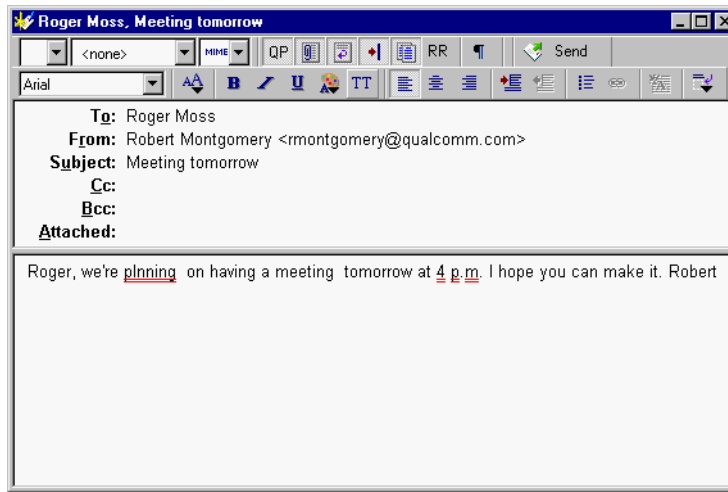 Roger Moss, Meeting tomorrow
<none> MIME QP RR ¶ Send
Arial AA B I U A TT
To: Roger Moss
From: Robert Montgomery <rmontgomery@qualcomm.com>
Subject: Meeting tomorrow
Cc:
Bcc:
Attached:
Roger, we're plnning on having a meeting tomorrow at 4 p.m. I hope you can make it. Robert